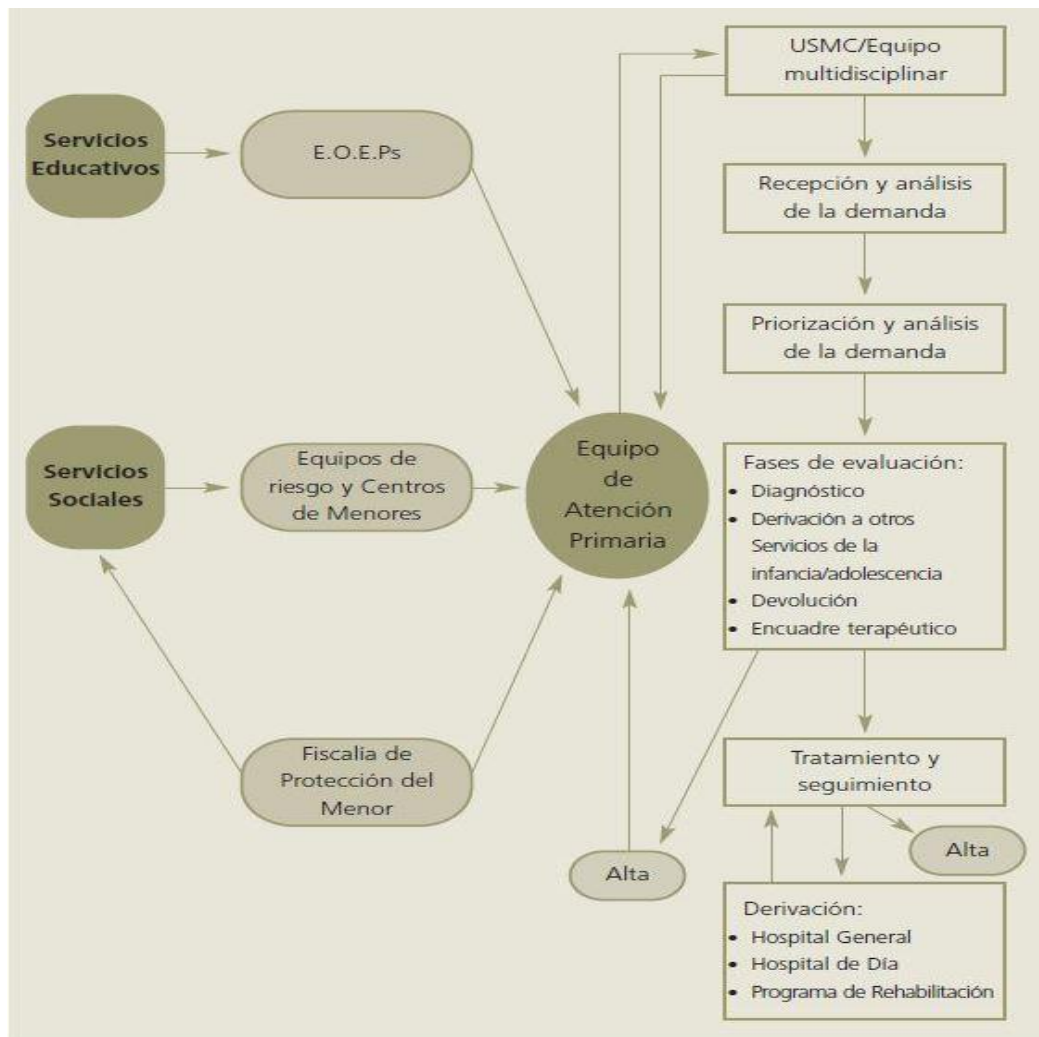 USMC/Equipo
multidisciplinar
Servicios
Educativos
E.O.E.Ps
Recepción y análisis
de la demanda
Priorización y análisis
de la demanda
Servicios
Sociales
Equipos de
riesgo y Centros
de Menores
Equipo
de
Atención
Primaria
Fases de evaluación:
• Diagnóstico
• Derivación a otros
Servicios de la
infancia/adolescencia
• Devolución
• Encuadre terapéutico
Fiscalia de
Protección del
Menor
Tratamiento y
seguimiento
Alta
Alta
Derivación:
• Hospital General
• Hospital de Día
• Programa de Rehabilitación